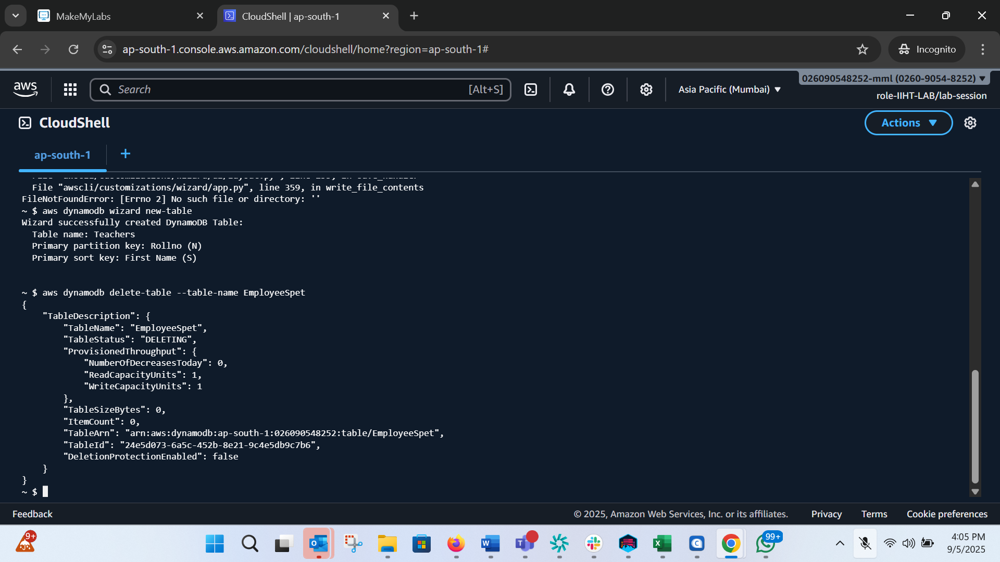 MakeMyLabs
CloudShell | ap-south-1
ap-south-1.console.aws.amazon.com/cloudshell/home?region=ap-south-1#
Incognito
aws
Search
[Alt+S]
Asia Pacific (Mumbai)
026090548252-mml (0260-9054-8252)
role-IIHT-LAB/lab-session
CloudShell
Actions
ap-south-1
File "awscli/customizations/wizard/app.py", line 359, in write_file_contents
FileNotFoundError: [Errno 2] No such file or directory: ''
~ $ aws dynamodb wizard new-table
Wizard successfully created DynamoDB Table:
Table name: Teachers
Primary partition key: Rollno (N)
Primary sort key: First Name (S)
~ $ aws dynamodb delete-table --table-name EmployeeSpet
{
"TableDescription": {
"TableName": "EmployeeSpet",
"TableStatus": "DELETING",
"ProvisionedThroughput": {
"NumberOfDecreasesToday": 0,
"ReadCapacityUnits": 1,
"WriteCapacityUnits": 1
},
"TableSizeBytes": 0,
"ItemCount": 0,
"TableArn": "arn:aws:dynamodb:ap-south-1:026090548252:table/EmployeeSpet",
"TableId": "24e5d073-6a5c-452b-8e21-9c4e5db9c7b6",
"DeletionProtectionEnabled": false
}
}
~ $
Feedback
© 2025, Amazon Web Services, Inc. or its affiliates.
Privacy
Terms
Cookie preferences
9+
99+
4:05 PM
9/5/2025